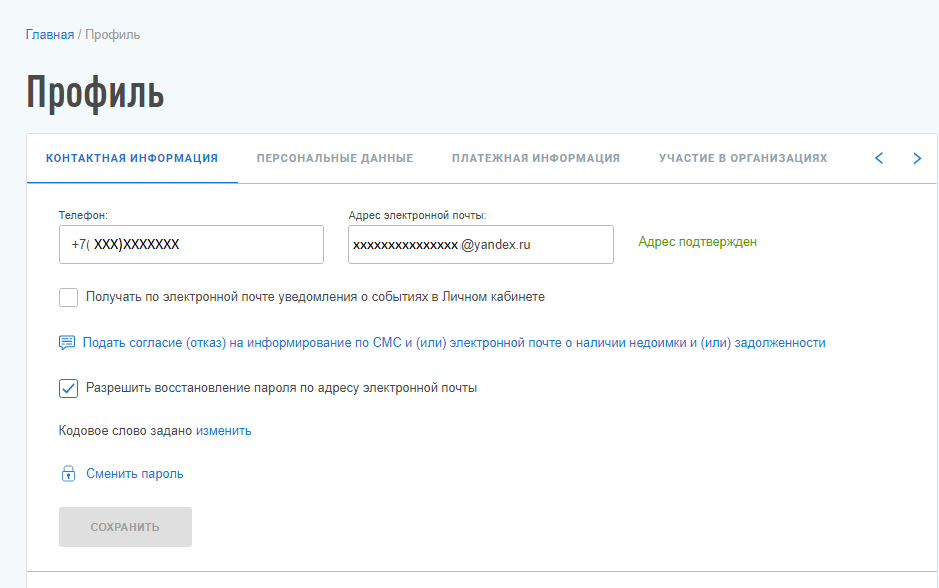 Главная / Профиль
Профиль
КОНТАКТНАЯ ИНФОРМАЦИЯ ПЕРСОНАЛЬНЫЕ ДАННЫЕ ПЛАТЕЖНАЯ ИНФОРМАЦИЯ УЧАСТИЕ В ОРГАНИЗАЦИЯХ
Телефон: Адрес электронной почты:
+7( XXX)XXXXXXX xxxxxxxxxxxxxxx@yandex.ru Адрес подтвержден
Получать по электронной почте уведомления о событиях в Личном кабинете
Подать согласие (отказ) на информирование по СМС и (или) электронной почте о наличии недоимки и (или) задолженности
Разрешить восстановление пароля по адресу электронной почты
Кодовое слово задано изменить
Сменить пароль
СОХРАНИТЬ